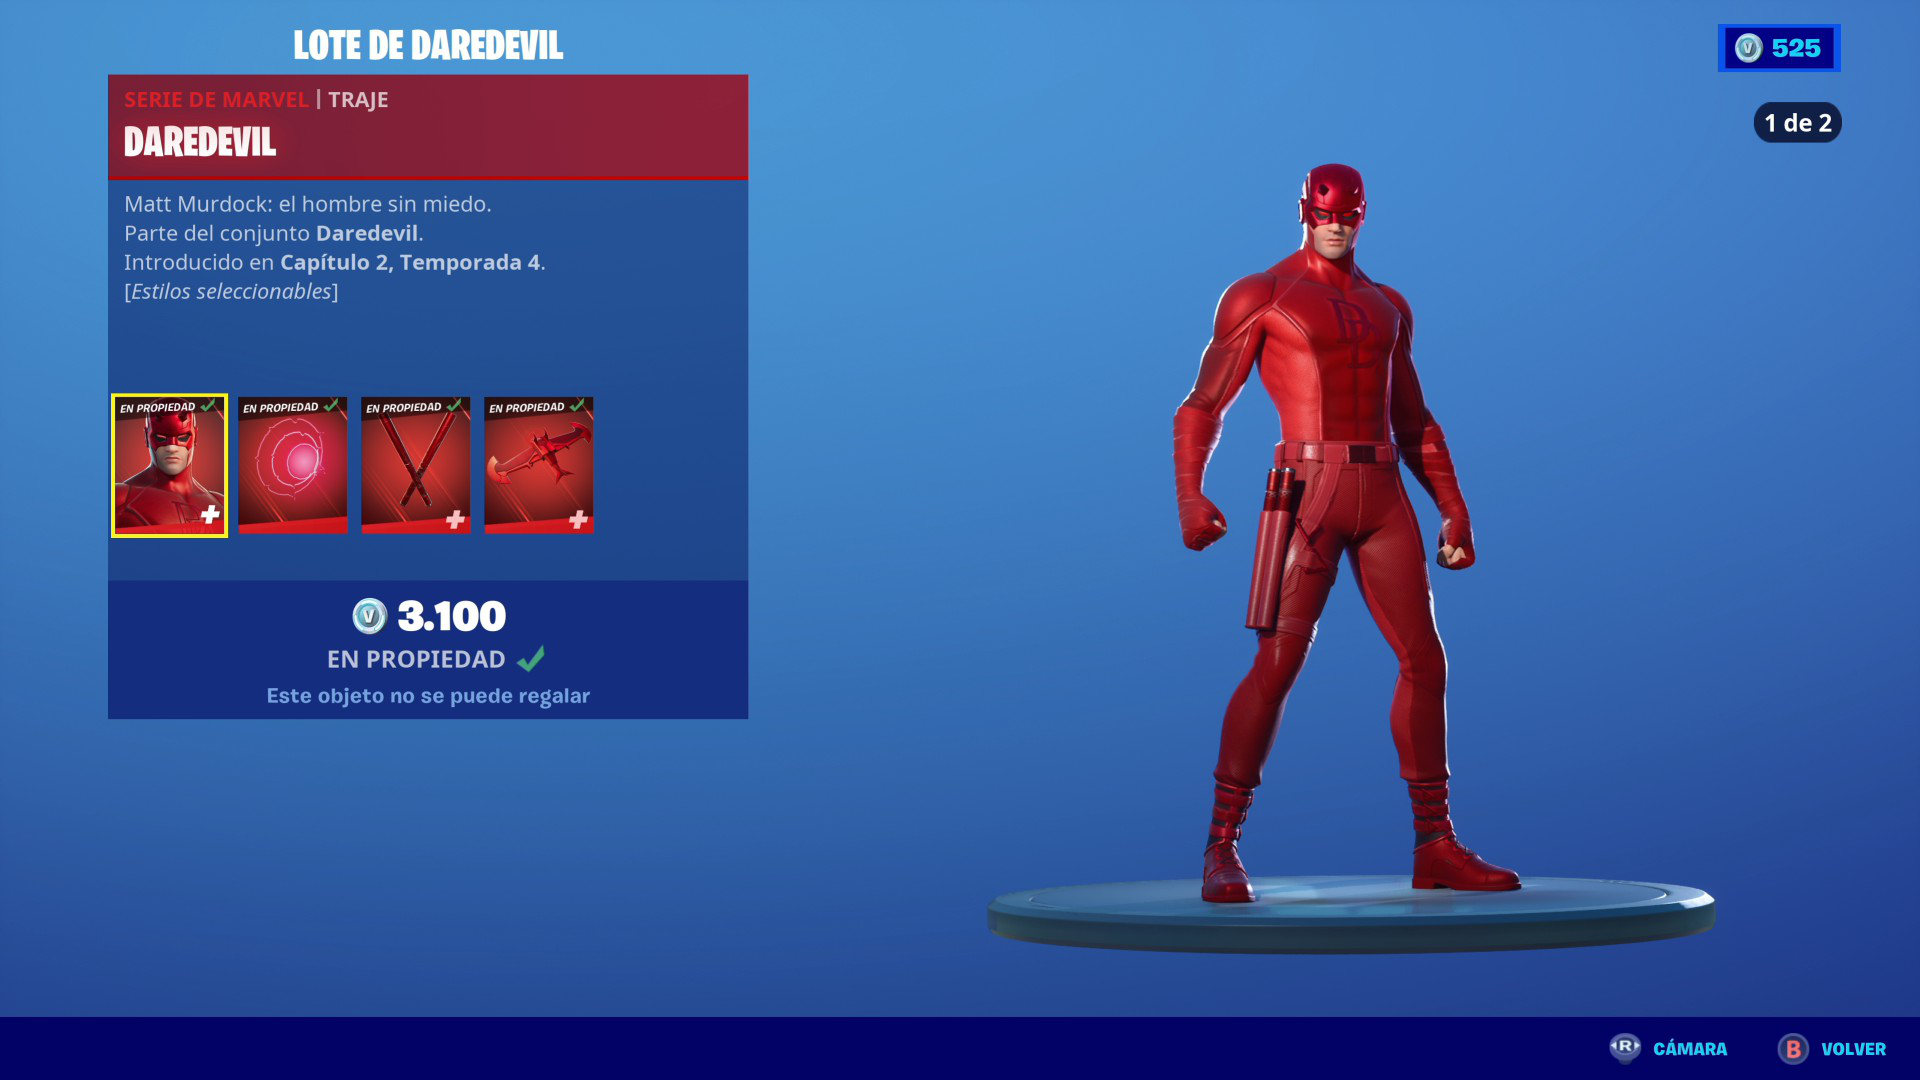 LOTE DE DAREDEVIL
525
1 de 2
SERIE DE MARVEL | TRAJE
DAREDEVIL
Matt Murdock: el hombre sin miedo.
Parte del conjunto Daredevil.
Introducido en Capítulo 2, Temporada 4.
[Estilos seleccionables]
EN PROPIEDAD EN PROPIEDAD EN PROPIEDAD EN PROPIEDAD
3.100
EN PROPIEDAD
Este objeto no se puede regalar
R CÁMARA B VOLVER